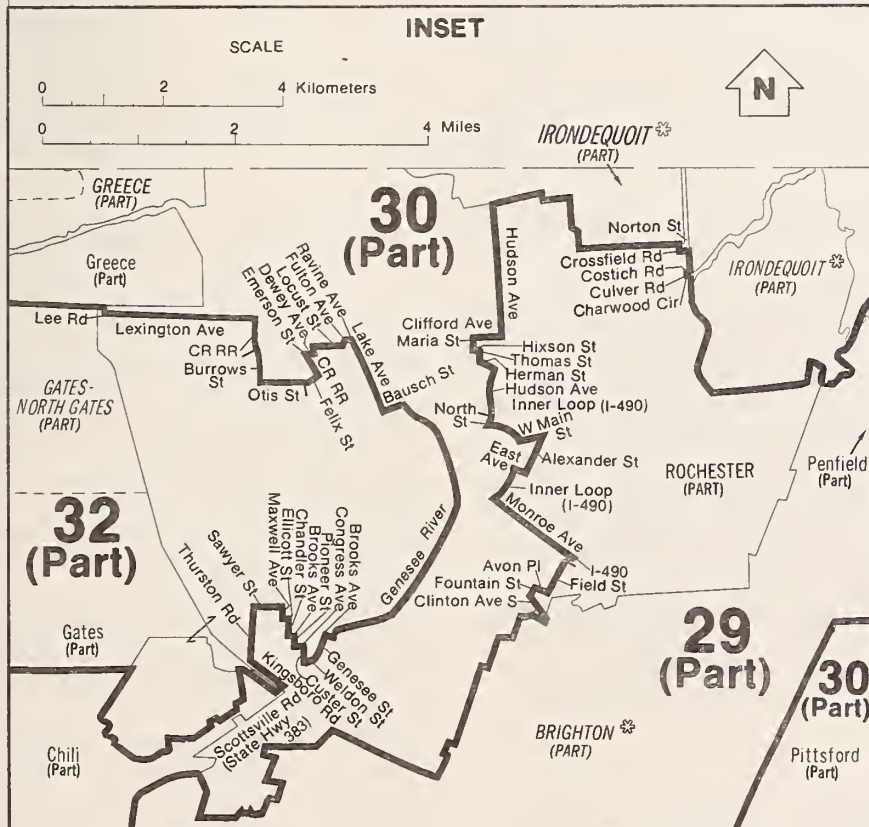 INSET
SCALE
0 2 4 Kilometers
0 2 4 Miles
N
IRONDEQUOIT
(PART)
GREECE
(PART)
30
(Part)
Norton St
Crossfield Rd
Costich Rd
Culver Rd
Charwood Cir
IRONDEQUOIT
(PART)
Greece
(Part)
Hudson Ave
Ravine Ave
Fulton Ave
Locust St
Dewey Ave
Emerson St
Lake Ave
CR RR
Felix St
Bausch St
Lee Rd
Lexington Ave
CR RR
Burrows
St
Otis St
Clifford Ave
Maria St
Hixson St
Thomas St
Herman St
Hudson Ave
Inner Loop (I-490)
North
St
W Main
St
East
Ave
Alexander St
Inner Loop
(I-490)
Monroe Ave
GATES-
NORTH GATES
(PART)
ROCHESTER
(PART)
Penfield
(Part)
32
(Part)
Genesee River
Brooks Ave
Congress Ave
Pioneer St
Brooks Ave
Chandler St
Ellicott St
Maxwell Ave
Sawyer St
Thurston Rd
I-490
Field St
Avon Pl
Fountain St
Clinton Ave S
Gates
(Part)
1
Genesee St
Weldon St
Custer St
Kingsboro Rd
Scottsville Rd
(State Hwy
383)
29
(Part)
30
(Part)
BRIGHTON
(PART)
Chili
(Part)
Pittsford
(Part)